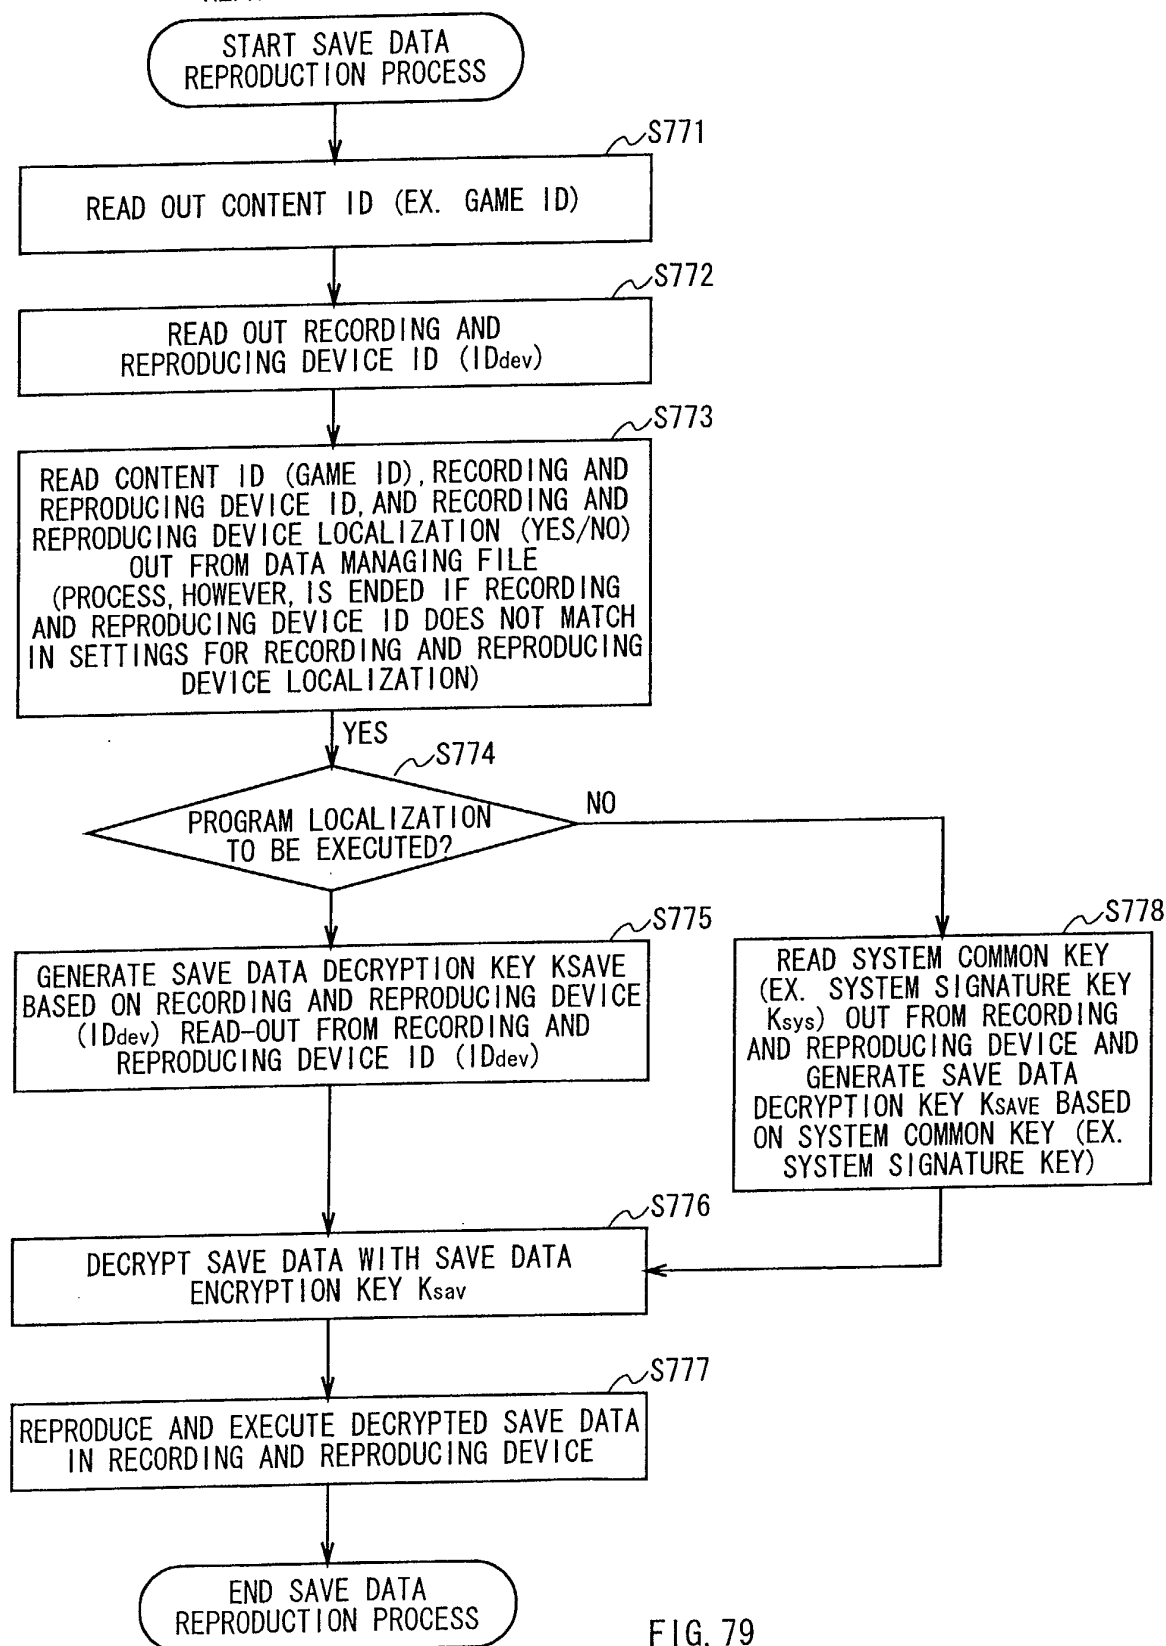 START SAVE DATA
REPRODUCTION PROCESS
S771
READ OUT CONTENT ID (EX. GAME ID)
S772
READ OUT RECORDING AND
REPRODUCING DEVICE ID (IDdev)
S773
READ CONTENT ID (GAME ID), RECORDING AND
REPRODUCING DEVICE ID, AND RECORDING AND
REPRODUCING DEVICE LOCALIZATION (YES/NO)
OUT FROM DATA MANAGING FILE
(PROCESS, HOWEVER, IS ENDED IF RECORDING
AND REPRODUCING DEVICE ID DOES NOT MATCH
IN SETTINGS FOR RECORDING AND REPRODUCING
DEVICE LOCALIZATION)
YES
S774
PROGRAM LOCALIZATION
TO BE EXECUTED?
NO
S775
GENERATE SAVE DATA DECRYPTION KEY KSAVE
BASED ON RECORDING AND REPRODUCING DEVICE
(IDdev) READ-OUT FROM RECORDING AND
REPRODUCING DEVICE ID (IDdev)
S778
READ SYSTEM COMMON KEY
(EX. SYSTEM SIGNATURE KEY
Ksys) OUT FROM RECORDING
AND REPRODUCING DEVICE AND
GENERATE SAVE DATA
DECRYPTION KEY KSAVE BASED
ON SYSTEM COMMON KEY (EX.
SYSTEM SIGNATURE KEY)
S776
DECRYPT SAVE DATA WITH SAVE DATA
ENCRYPTION KEY Ksav
S777
REPRODUCE AND EXECUTE DECRYPTED SAVE DATA
IN RECORDING AND REPRODUCING DEVICE
END SAVE DATA
REPRODUCTION PROCESS
FIG. 79